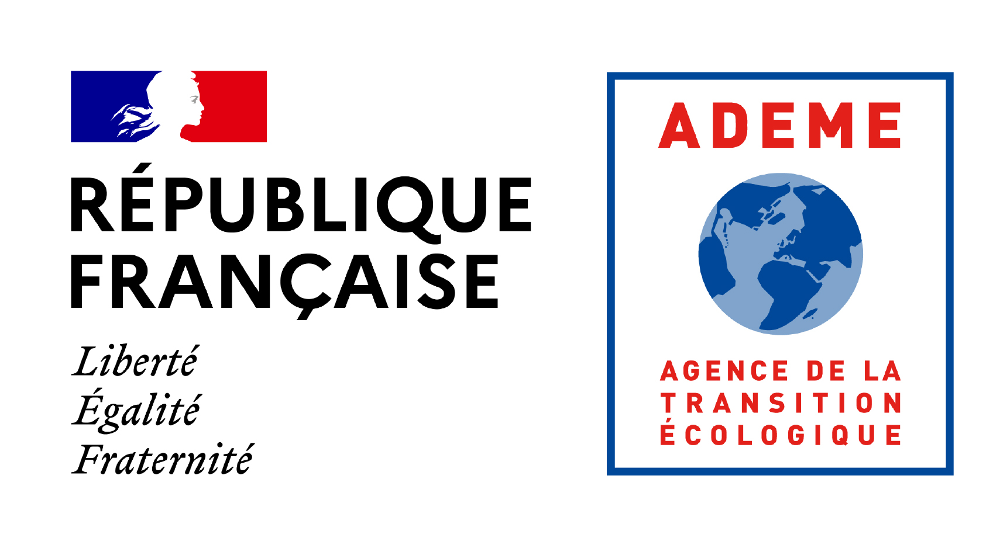 RÉPUBLIQUE
FRANÇAISE
Liberté
Égalité
Fraternité
ADEME
AGENCE DE LA
TRANSITION
ÉCOLOGIQUE